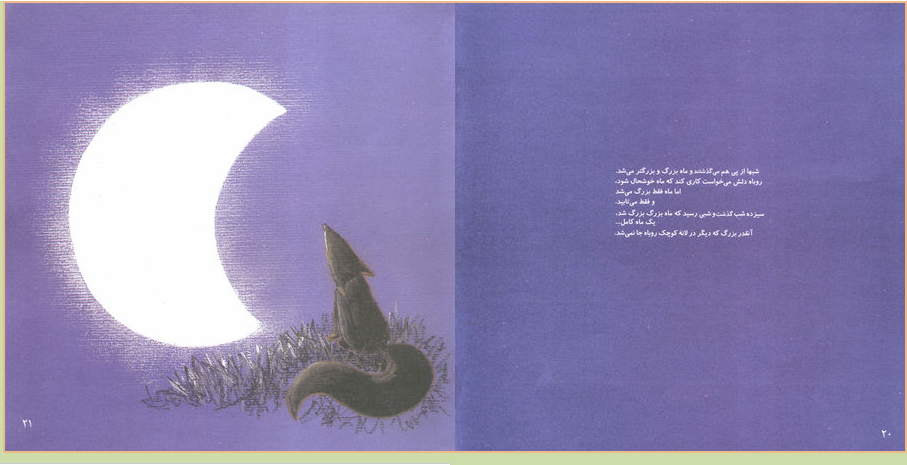 شبها از پی هم می‌گذشتند و ماه بزرگ و بزرگتر می‌شد.
روباه دلش می‌خواست کاری کند که ماه خوشحال شود،
اما ماه فقط بزرگ می‌شد
و فقط می‌تابید.
سیزده شب گذشت و شبی رسید که ماه بزرگ بزرگ شد،
یک ماه کامل...
آنقدر بزرگ که دیگر در لانهٔ کوچک روباه جا نمی‌شد.
۲۰
۲۱